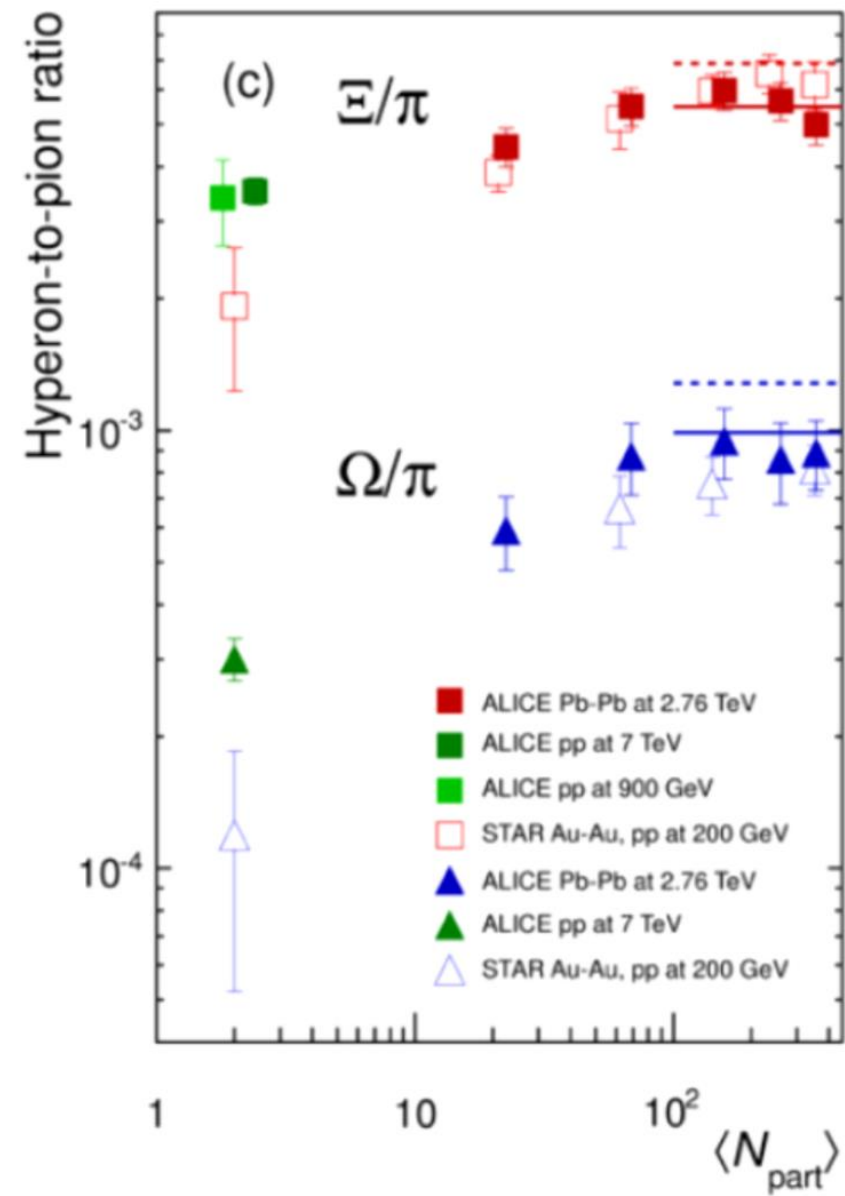 Hyperon-to-pion ratio
(c)
Ξ/π
10⁻³
Ω/π
10⁻⁴
ALICE Pb-Pb at 2.76 TeV
ALICE pp at 7 TeV
ALICE pp at 900 GeV
STAR Au-Au, pp at 200 GeV
ALICE Pb-Pb at 2.76 TeV
ALICE pp at 7 TeV
STAR Au-Au, pp at 200 GeV
1 10 10²
⟨N_part⟩